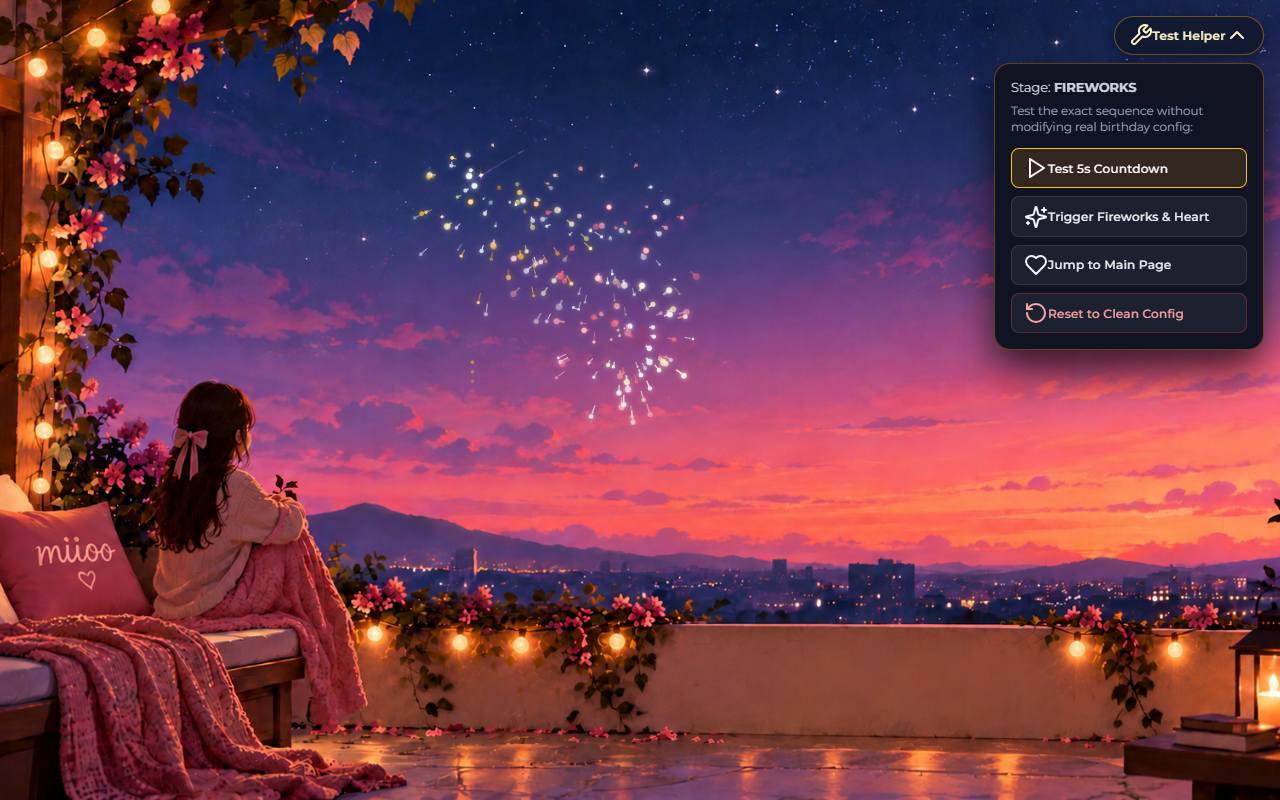 Test Helper
Stage: FIREWORKS
Test the exact sequence without
modifying real birthday config:
Test 5s Countdown
Trigger Fireworks & Heart
Jump to Main Page
Reset to Clean Config
miioo